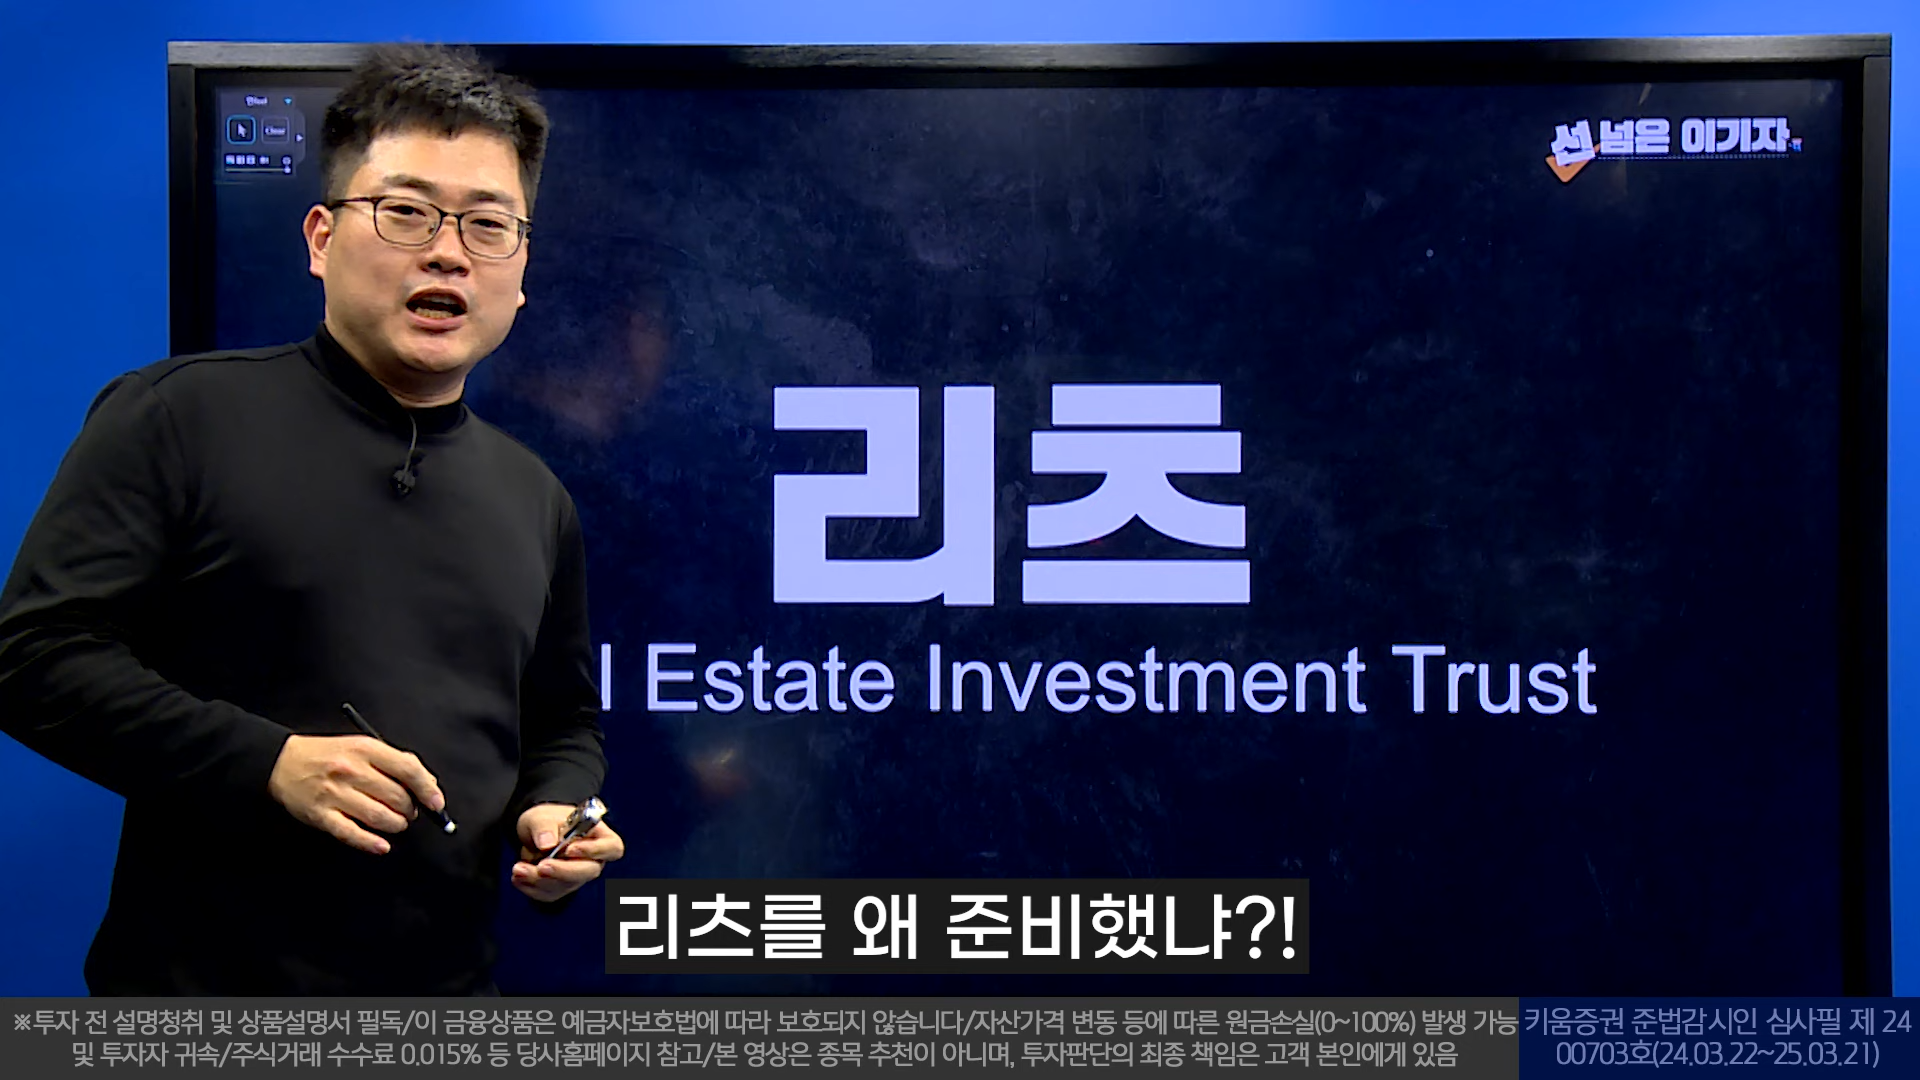 선 넘은 이기자
Clear
리츠
l Estate Investment Trust
리츠를 왜 준비했냐?!
※투자 전 설명청취 및 상품설명서 필독/이 금융상품은 예금자보호법에 따라 보호되지 않습니다/자산가격 변동 등에 따른 원금손실(0~100%) 발생 가능
및 투자자 귀속/주식거래 수수료 0.015% 등 당사홈페이지 참고/본 영상은 종목 추천이 아니며, 투자판단의 최종 책임은 고객 본인에게 있음
키움증권 준법감시인 심사필 제 24
00703호(24.03.22~25.03.21)